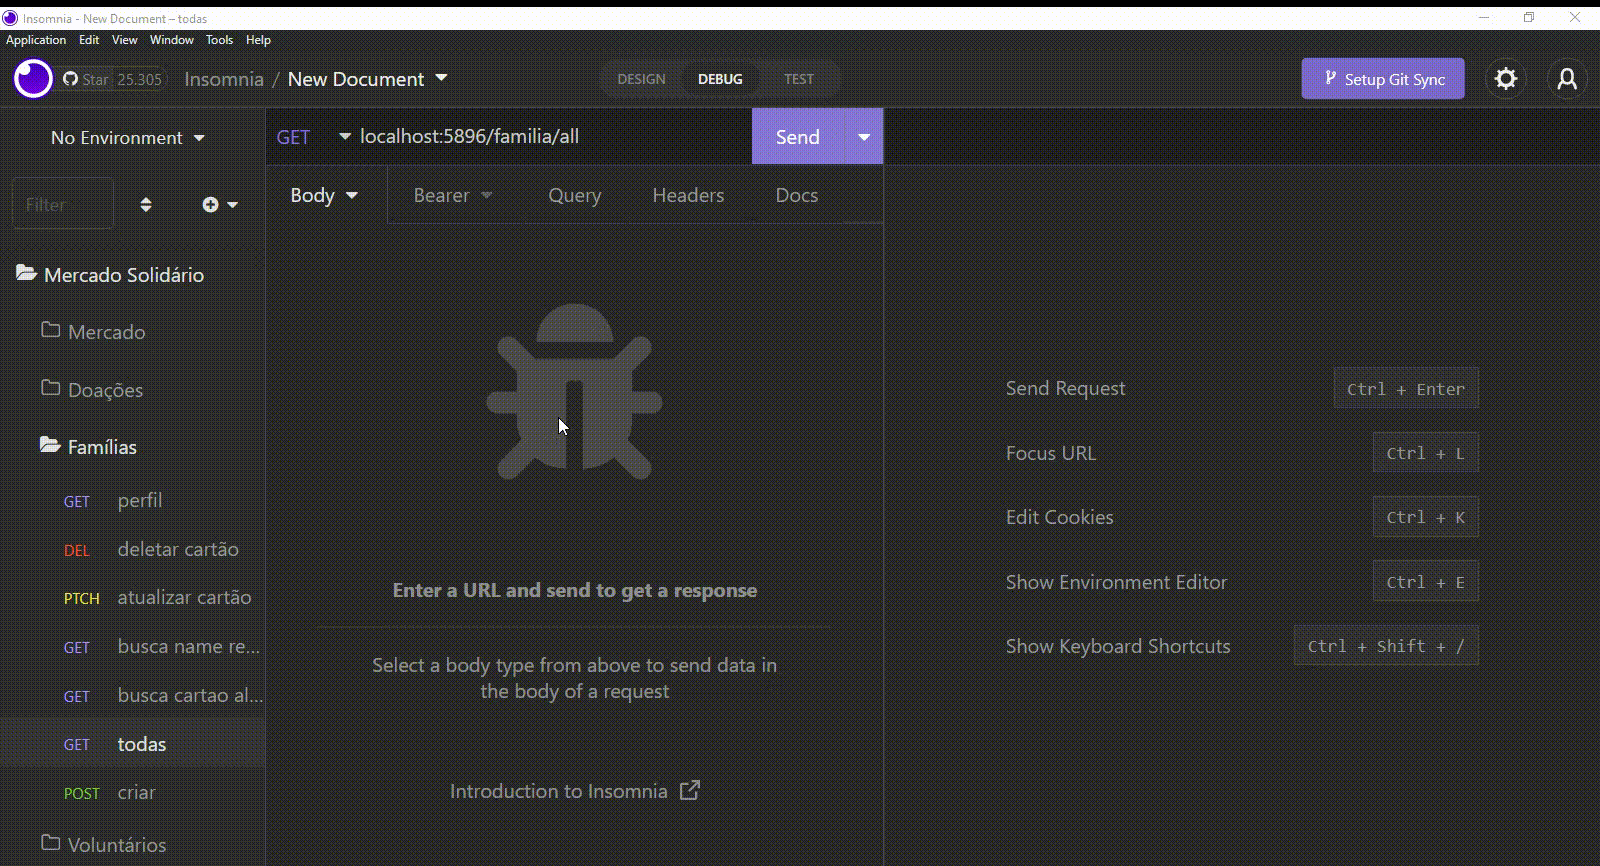 Insomnia - New Document – todas
Application Edit View Window Tools Help
Star 25.305 Insomnia / New Document DESIGN DEBUG TEST Setup Git Sync
No Environment
GET localhost:5896/familia/all Send
Body Bearer Query Headers Docs
Filter
Mercado Solidário
Mercado
Doações
Famílias
GET perfil
DEL deletar cartão
PTCH atualizar cartão
GET busca name re...
GET busca cartao al...
GET todas
POST criar
Voluntários
Enter a URL and send to get a response
Select a body type from above to send data in
the body of a request
Introduction to Insomnia
Send Request Ctrl + Enter
Focus URL Ctrl + L
Edit Cookies Ctrl + K
Show Environment Editor Ctrl + E
Show Keyboard Shortcuts Ctrl + Shift + /